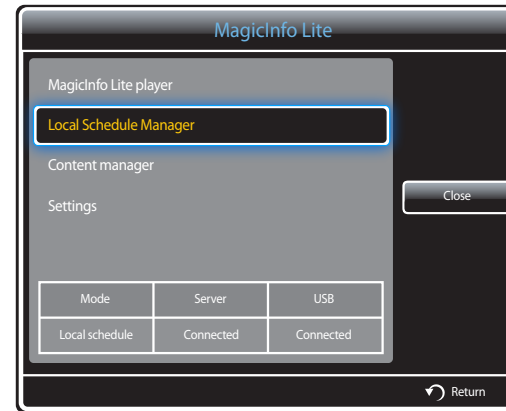 MagicInfo Lite
MagicInfo Lite player
Local Schedule Manager
Content manager
Settings
Close
Mode Server USB
Local schedule Connected Connected
Return